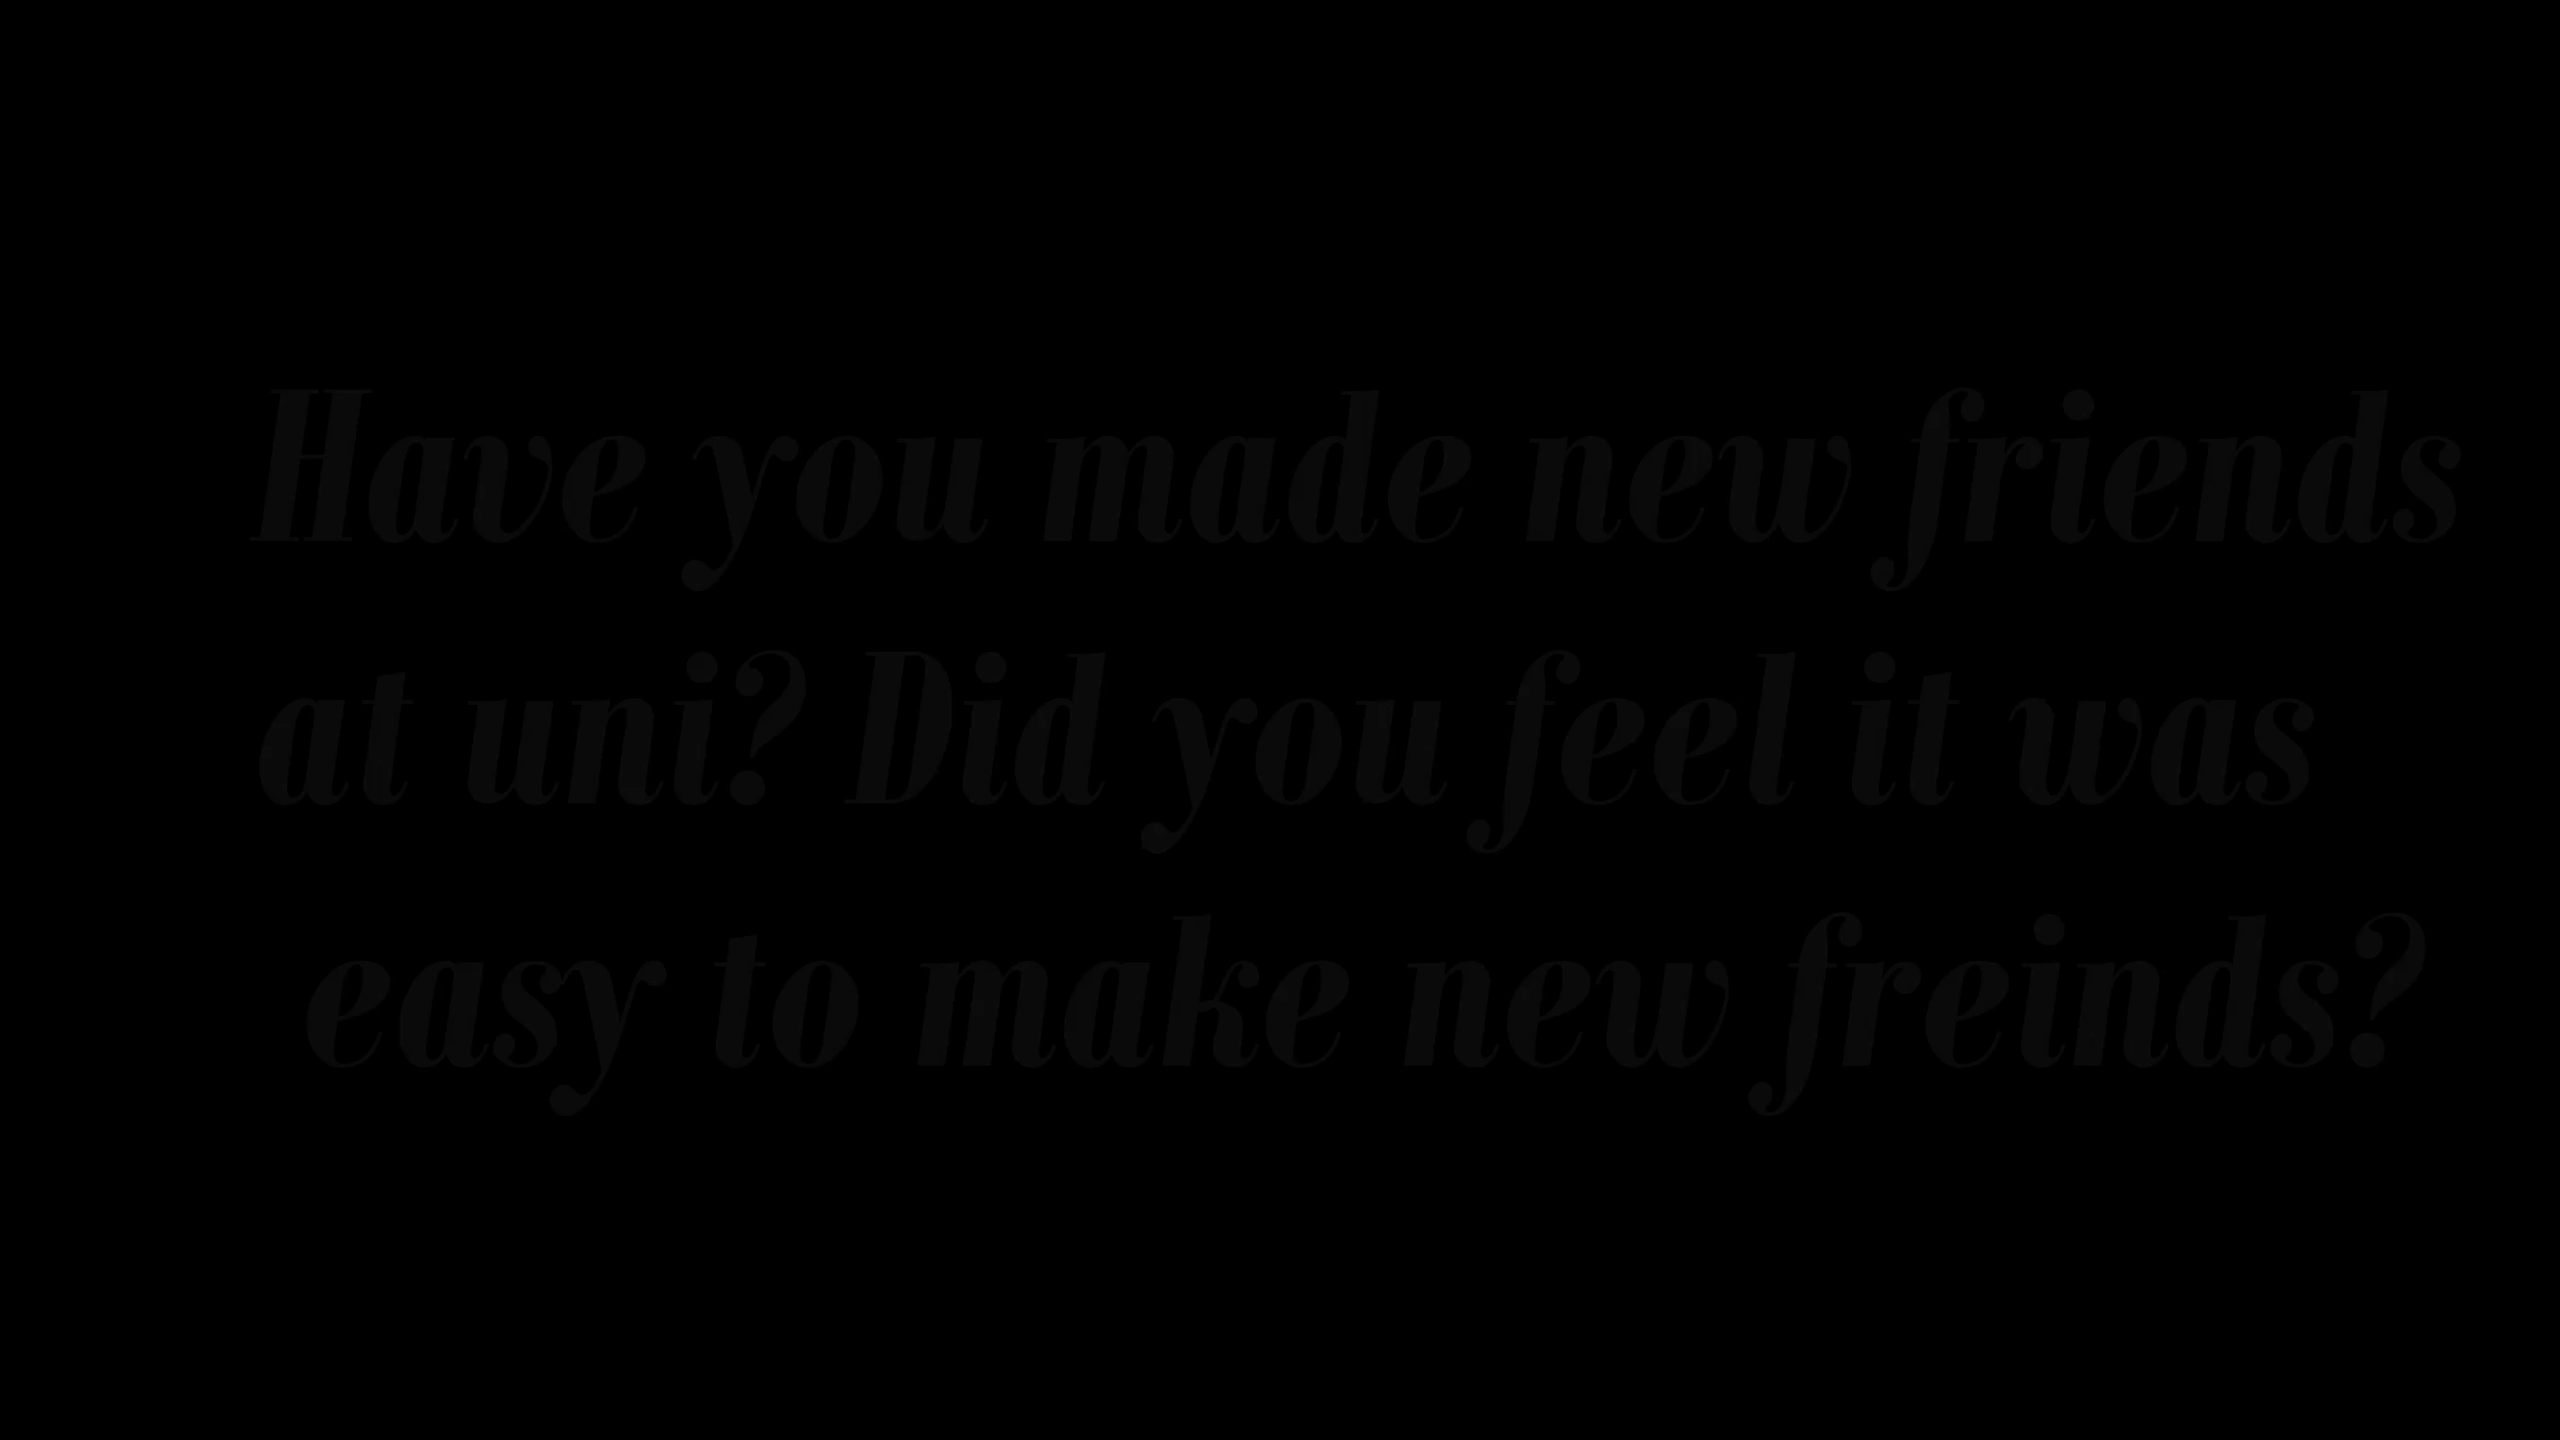 Have you made new friends
at uni? Did you feel it was
easy to make new freinds?